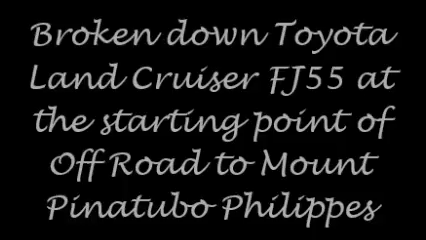 Broken down Toyota
Land Cruiser FJ55 at
the starting point of
Off Road to Mount
Pinatubo Philippes